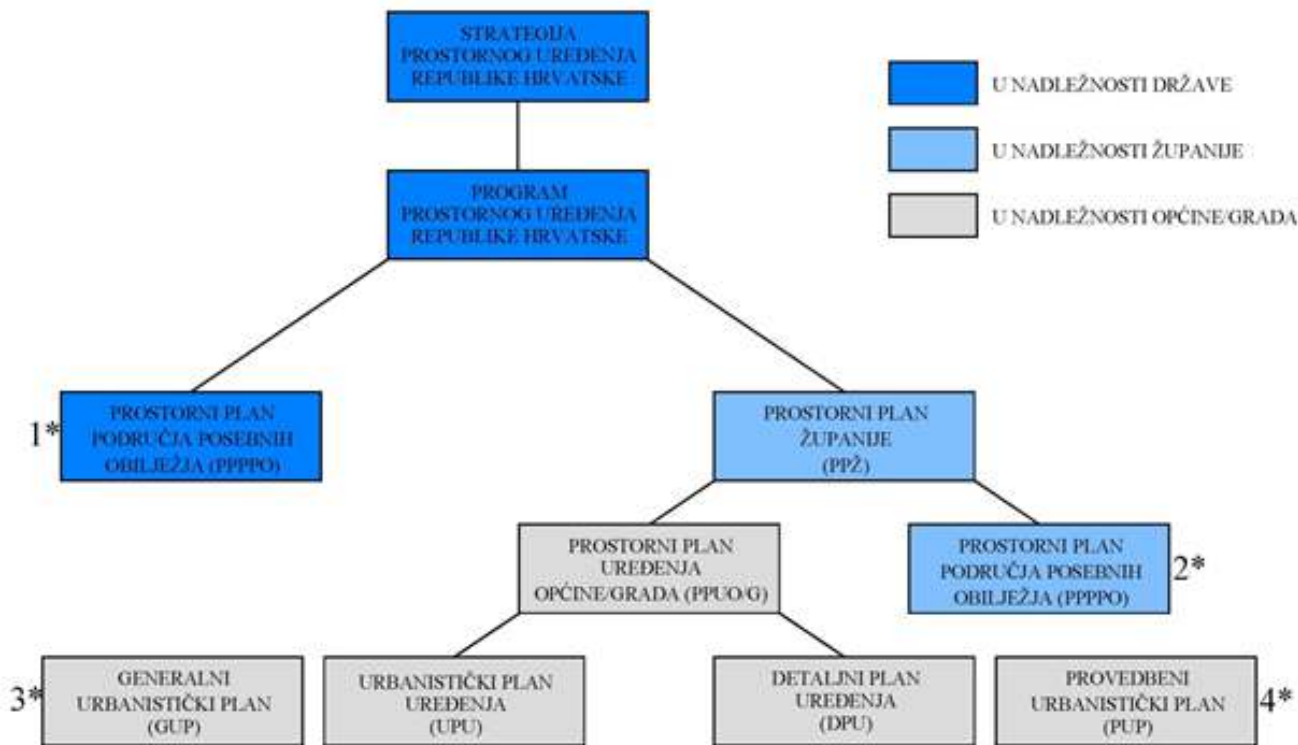 STRATEGIJA
PROSTORNOG UREĐENJA
REPUBLIKE HRVATSKE
U NADLEŽNOSTI DRŽAVE
U NADLEŽNOSTI ŽUPANIJE
U NADLEŽNOSTI OPĆINE/GRADA
PROGRAM
PROSTORNOG UREĐENJA
REPUBLIKE HRVATSKE
1*
PROSTORNI PLAN
PODRUČJA POSEBNIH
OBILJEŽJA (PPPPO)
PROSTORNI PLAN
ŽUPANIJE
(PPŽ)
PROSTORNI PLAN
UREĐENJA
OPĆINE/GRADA (PPUO/G)
PROSTORNI PLAN
PODRUČJA POSEBNIH
OBILJEŽJA (PPPPO)
2*
3*
GENERALNI
URBANISTIČKI PLAN
(GUP)
URBANISTIČKI PLAN
UREĐENJA
(UPU)
DETALJNI PLAN
UREĐENJA
(DPU)
PROVEDBENI
URBANISTIČKI PLAN
(PUP)
4*